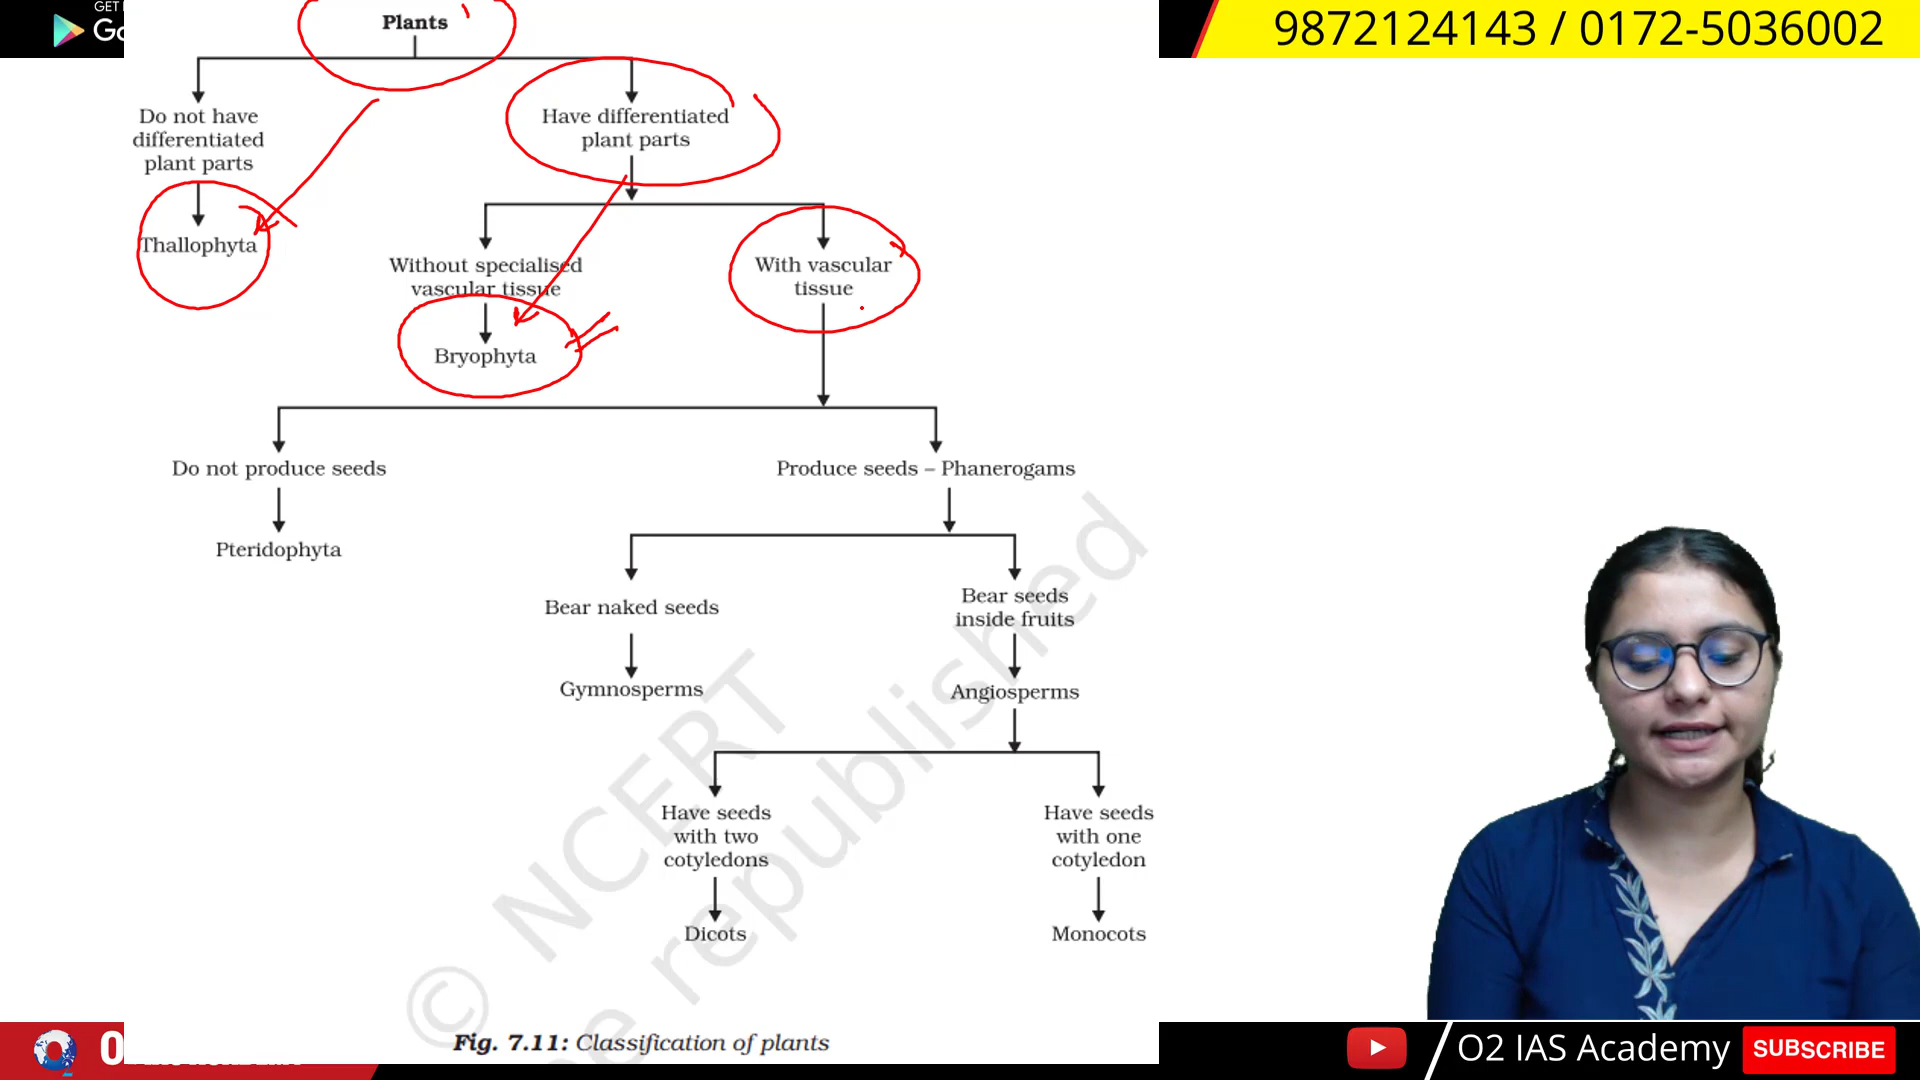 GET
Go
9872124143 / 0172-5036002
Plants
Do not have
differentiated
plant parts
Have differentiated
plant parts
Thallophyta
Without specialised
vascular tissue
With vascular
tissue
Bryophyta
Do not produce seeds
Produce seeds – Phanerogams
Pteridophyta
Bear naked seeds
Bear seeds
inside fruits
Gymnosperms
Angiosperms
Have seeds
with two
cotyledons
Have seeds
with one
cotyledon
Dicots
Monocots
© NCERT
republished
Fig. 7.11: Classification of plants
O2 IAS Academy
SUBSCRIBE